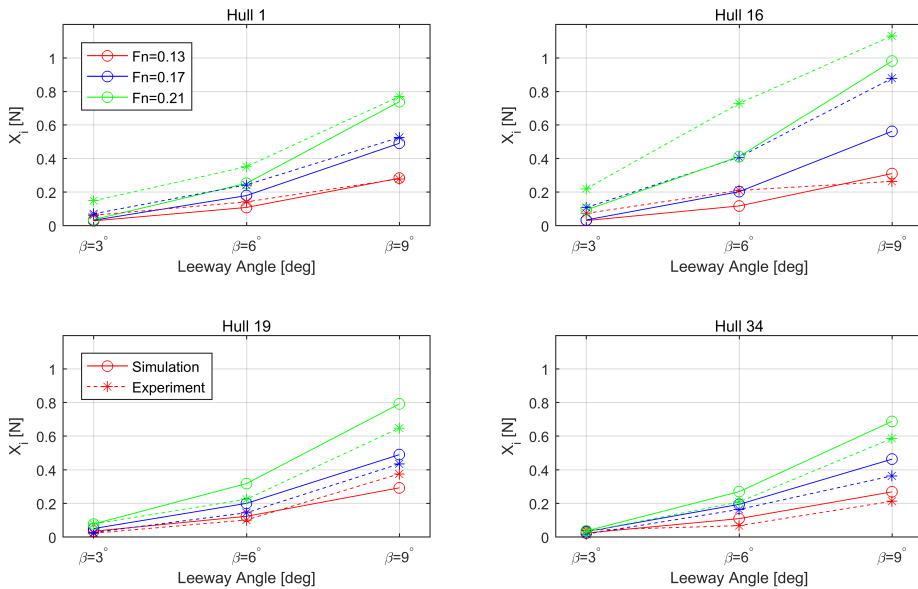 Hull 1
X_i [N]
1
0.8
0.6
0.4
0.2
0
Fn=0.13
Fn=0.17
Fn=0.21
β=3°
β=6°
β=9°
Leeway Angle [deg]
Hull 16
X_i [N]
1
0.8
0.6
0.4
0.2
0
β=3°
β=6°
β=9°
Leeway Angle [deg]
Hull 19
X_i [N]
1
0.8
0.6
0.4
0.2
0
Simulation
Experiment
β=3°
β=6°
β=9°
Leeway Angle [deg]
Hull 34
X_i [N]
1
0.8
0.6
0.4
0.2
0
β=3°
β=6°
β=9°
Leeway Angle [deg]